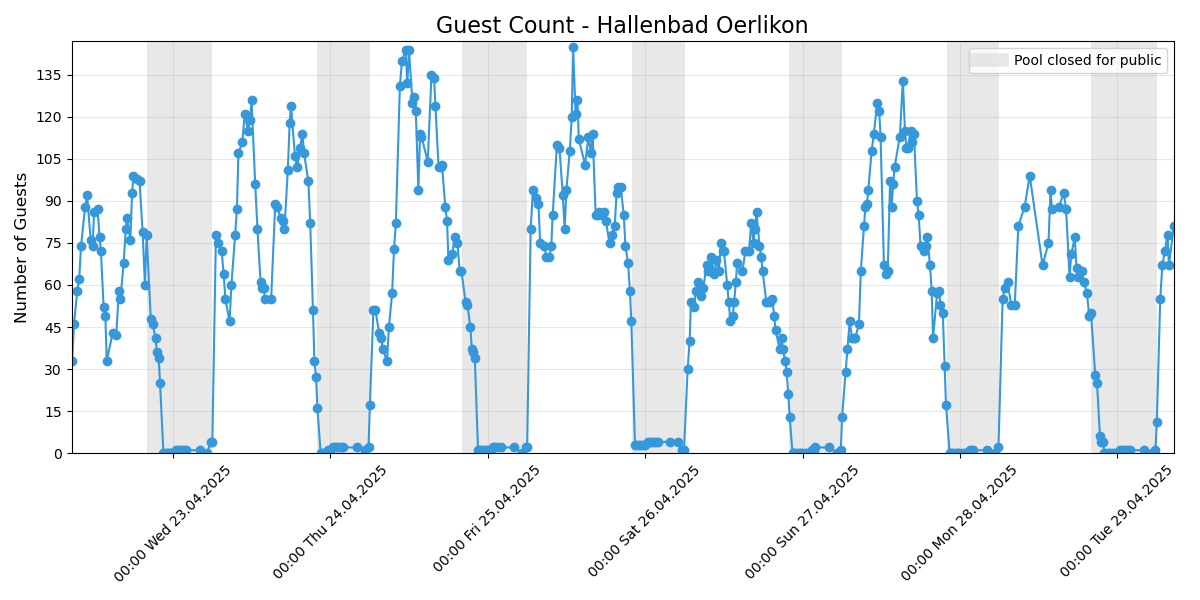 Guest Count - Hallenbad Oerlikon
Pool closed for public
Number of Guests
135
120
105
90
75
60
45
30
15
0
00:00 Wed 23.04.2025
00:00 Thu 24.04.2025
00:00 Fri 25.04.2025
00:00 Sat 26.04.2025
00:00 Sun 27.04.2025
00:00 Mon 28.04.2025
00:00 Tue 29.04.2025